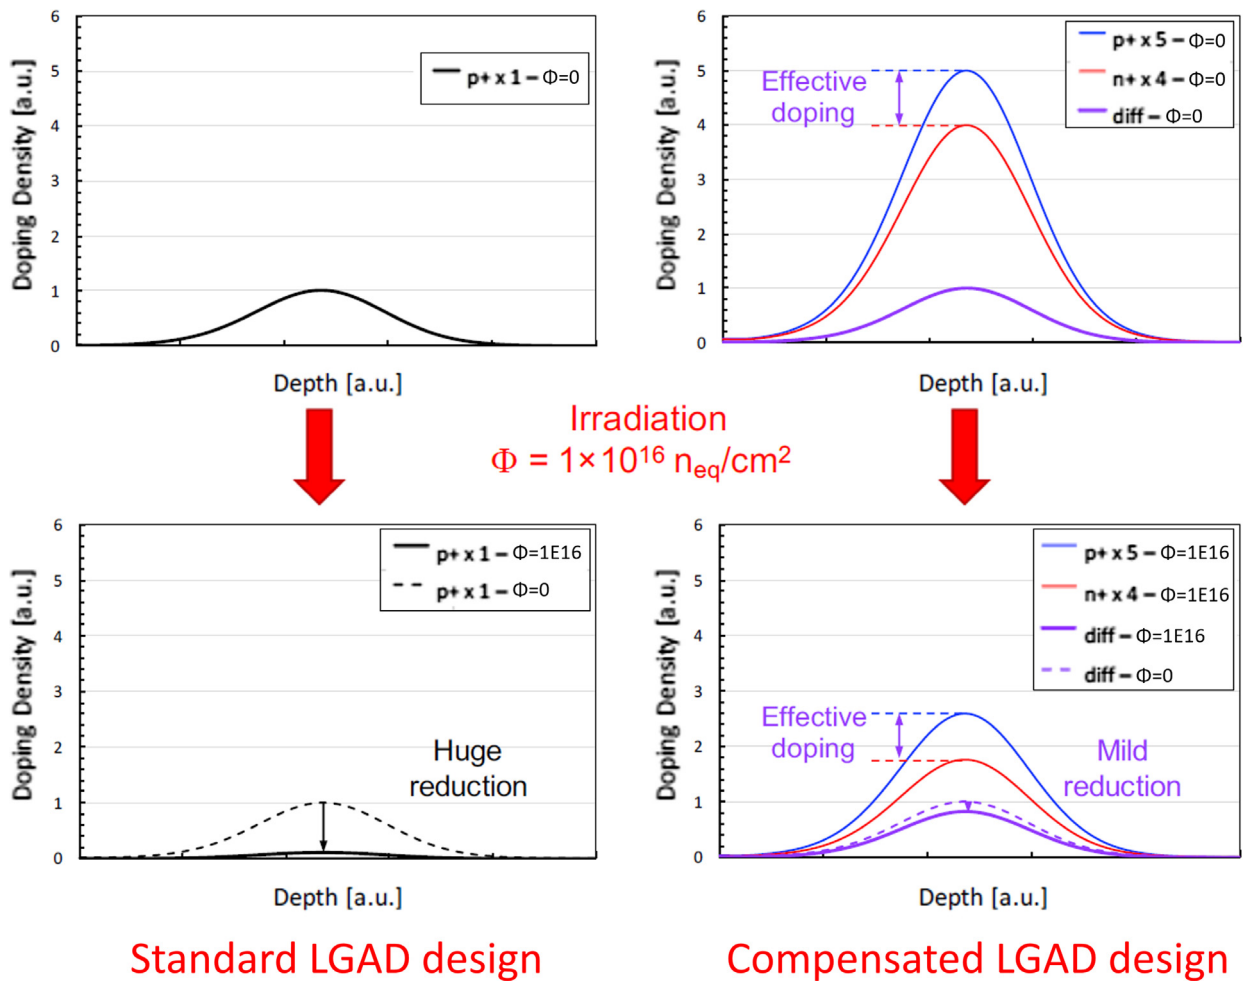 6
5
4
3
2
1
0
Doping Density [a.u.]
p+ x 1 – Φ=0
Depth [a.u.]
6
5
4
3
2
1
0
Doping Density [a.u.]
Effective
doping
p+ x 5 – Φ=0
n+ x 4 – Φ=0
diff – Φ=0
Depth [a.u.]
Irradiation
Φ = 1×10¹⁶ n_eq/cm²
6
5
4
3
2
1
0
Doping Density [a.u.]
p+ x 1 – Φ=1E16
p+ x 1 – Φ=0
Huge
reduction
Depth [a.u.]
6
5
4
3
2
1
0
Doping Density [a.u.]
p+ x 5 – Φ=1E16
n+ x 4 – Φ=1E16
diff – Φ=1E16
diff – Φ=0
Effective
doping
Mild
reduction
Depth [a.u.]
Standard LGAD design
Compensated LGAD design